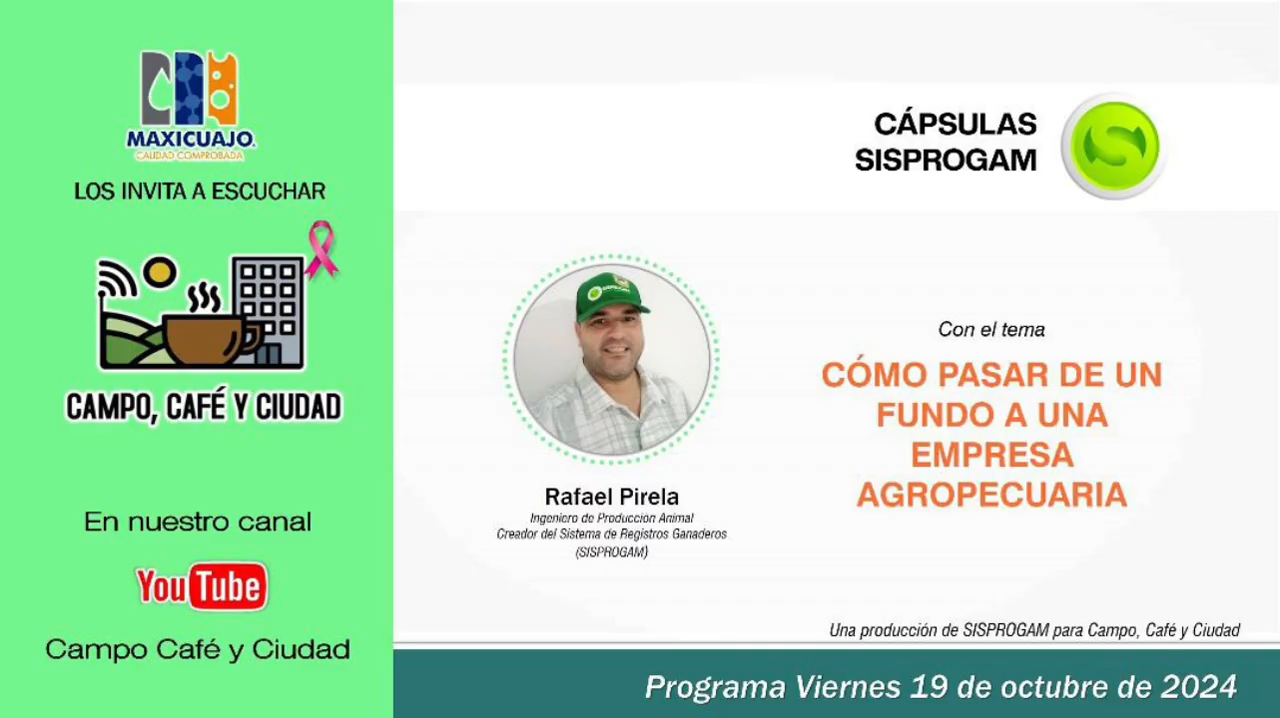 MAXICUAJO.
CALIDAD COMPROBADA
LOS INVITA A ESCUCHAR
CAMPO, CAFÉ Y CIUDAD
En nuestro canal
YouTube
Campo Café y Ciudad
CÁPSULAS
SISPROGAM
S
SISPROGAM
Rafael Pirela
Ingeniero de Producción Animal
Creador del Sistema de Registros Ganaderos
(SISPROGAM)
Con el tema
CÓMO PASAR DE UN
FUNDO A UNA
EMPRESA
AGROPECUARIA
Una producción de SISPROGAM para Campo, Café y Ciudad
Programa Viernes 19 de octubre de 2024